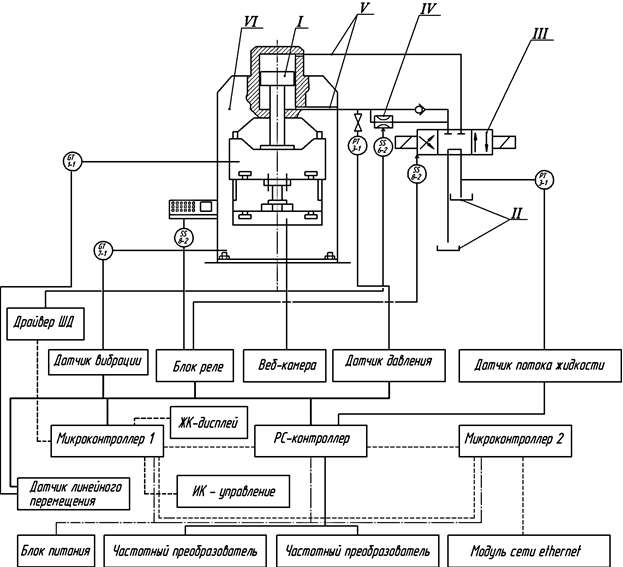 VI
I
V
IV
III
GT
1-1
PT
3-1
SS
6-2
SS
8-2
PT
3-1
II
SS
8-2
GT
7-1
Драйвер ШД
Датчик вибрации
Блок реле
Веб-камера
Датчик давления
Датчик потока жидкости
ЖК-дисплей
Микроконтроллер 1
РС-контроллер
Микроконтроллер 2
Датчик линейного
перемещения
ИК – управление
Блок питания
Частотный преобразователь
Частотный преобразователь
Модуль сети ethernet